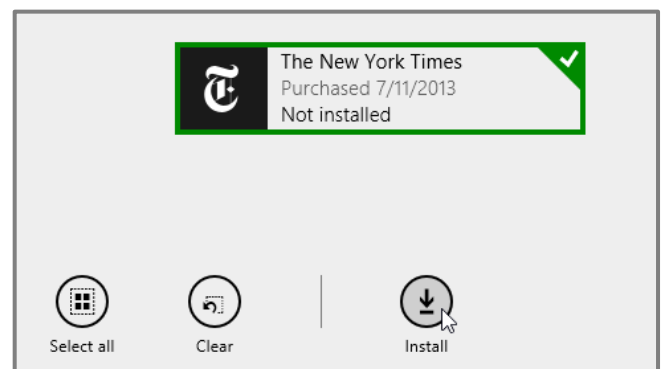 The New York Times
Purchased 7/11/2013
Not installed
Select all
Clear
Install